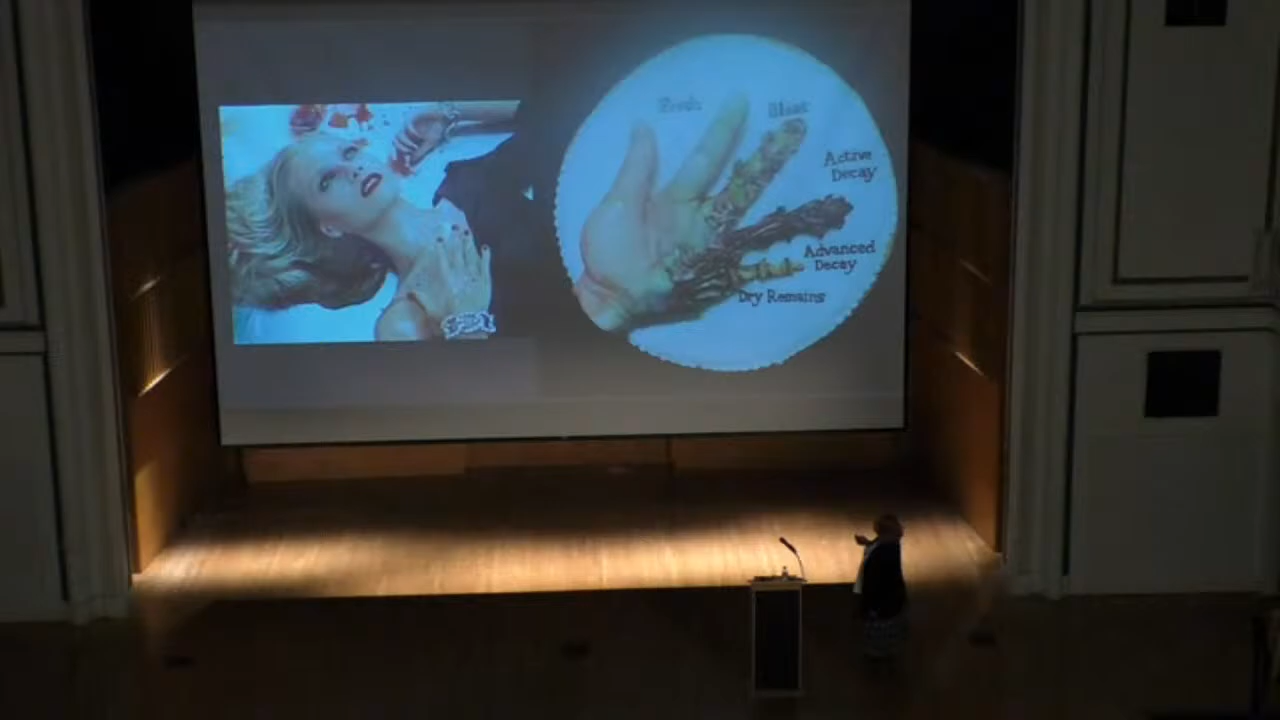 Fresh
Bloat
Active
Decay
Advanced
Decay
Dry Remains